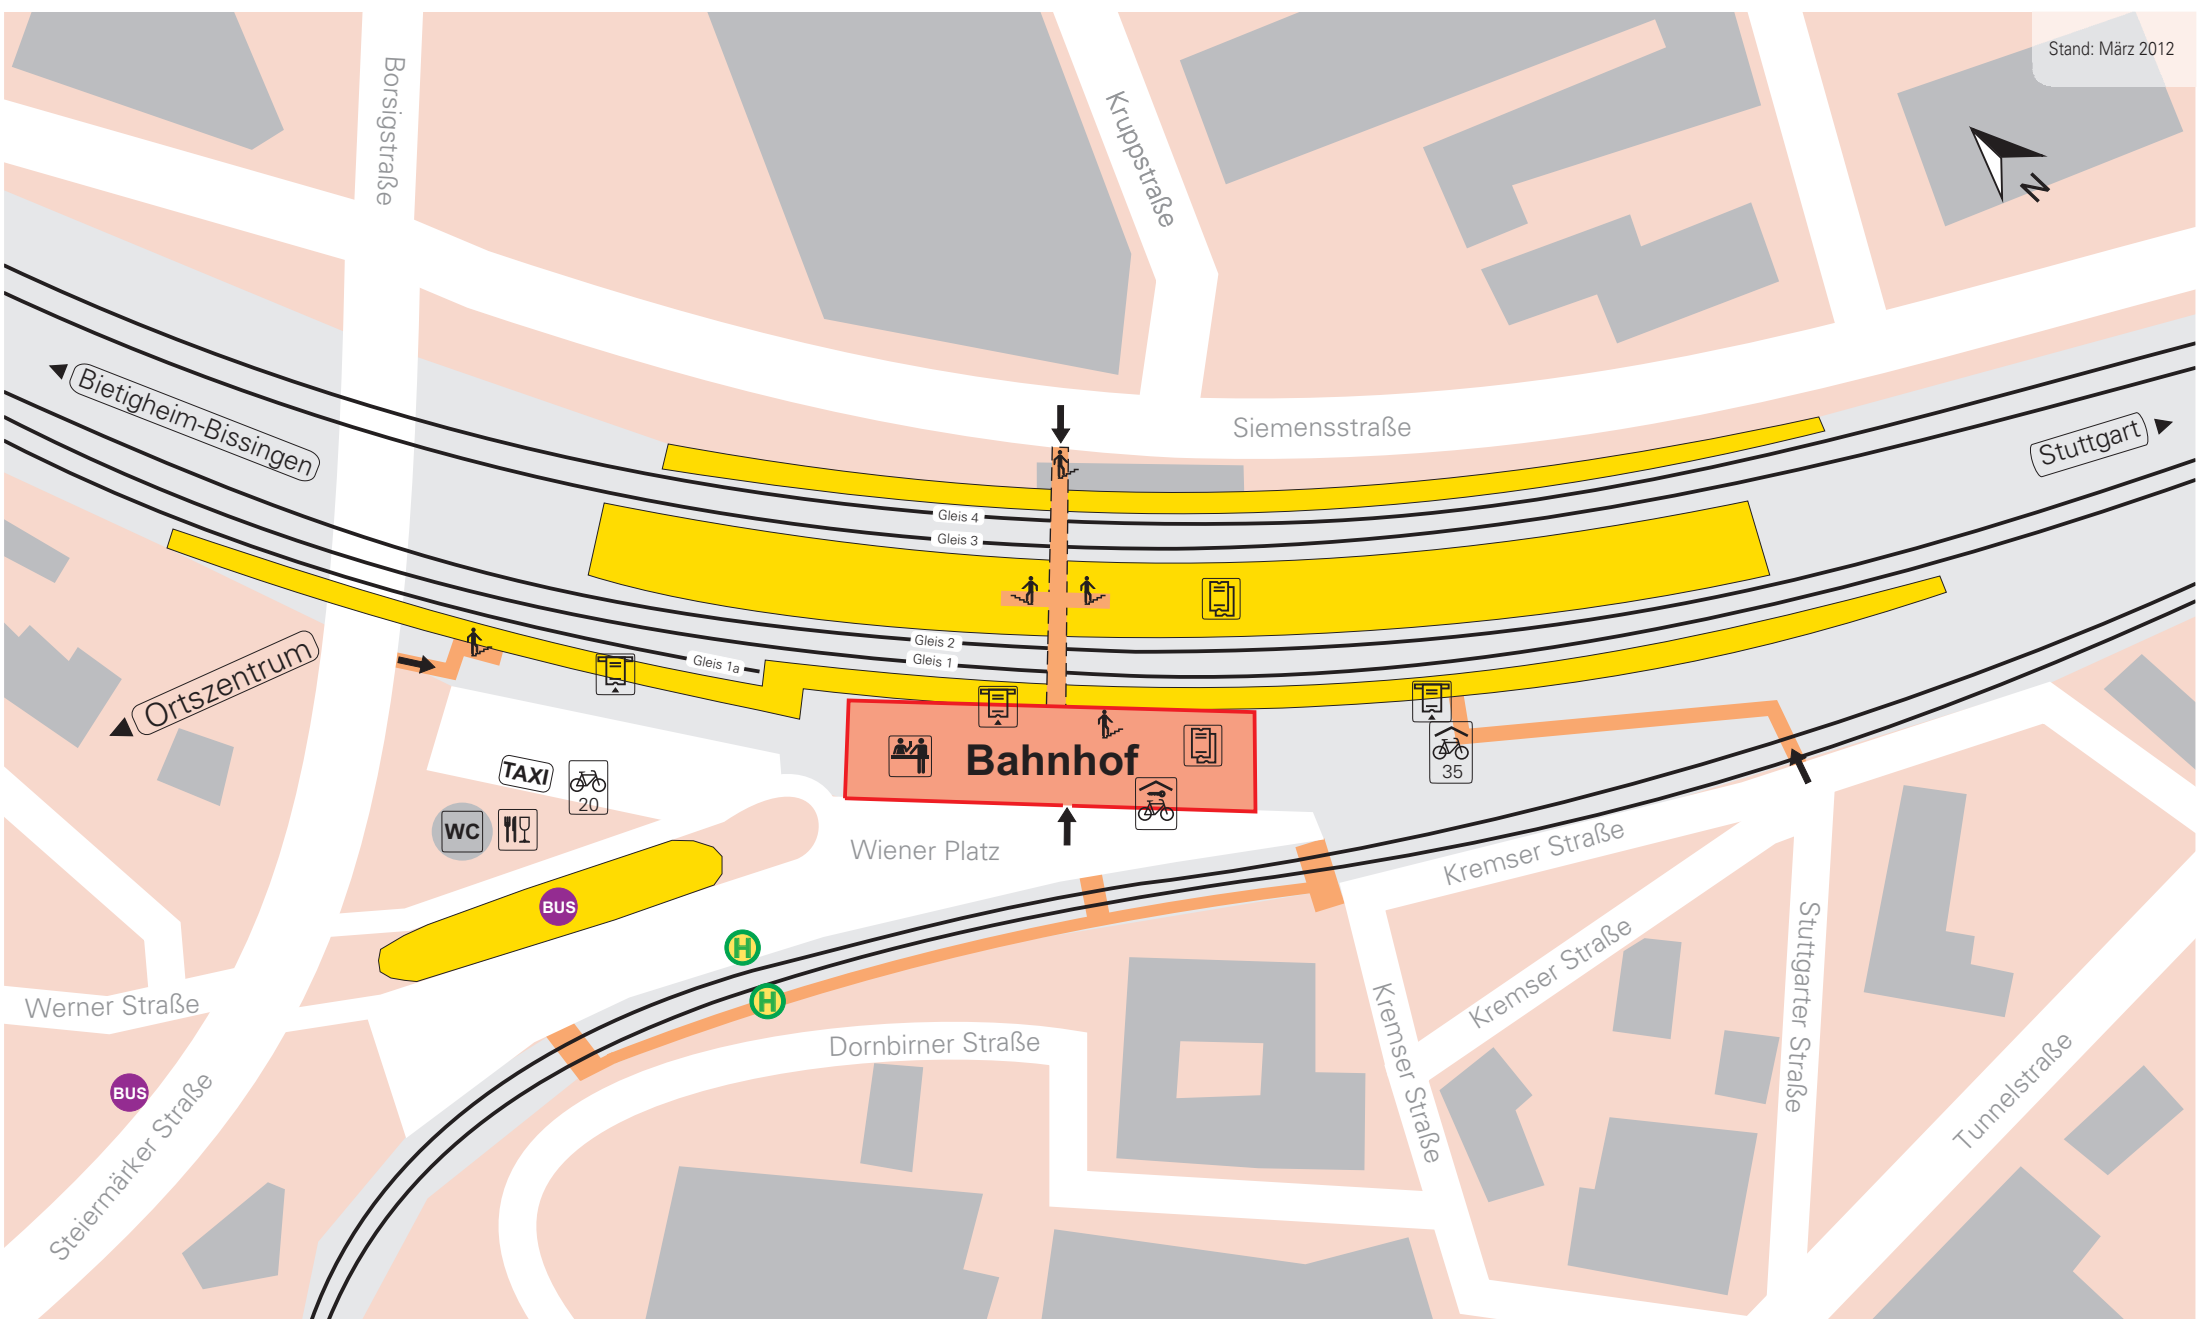 Stand: März 2012
N
Borsigstraße
Kruppstraße
Siemensstraße
Bietigheim-Bissingen
Stuttgart
Gleis 4
Gleis 3
Gleis 2
Gleis 1
Gleis 1a
Ortszentrum
Bahnhof
TAXI
20
35
WC
Wiener Platz
BUS
H
H
Kremser Straße
Kremser Straße
Kremser Straße
Stuttgarter Straße
Tunnelstraße
Werner Straße
Dornbirner Straße
BUS
Steiermärker Straße